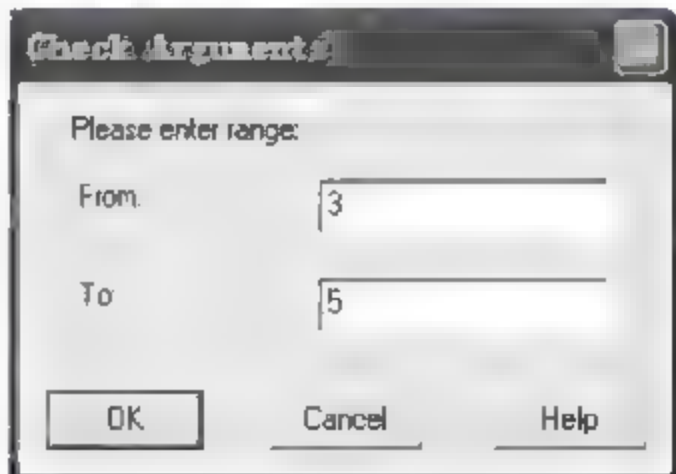 Check Arguments
Please enter range:
From:
3
To
5
OK
Cancel
Help